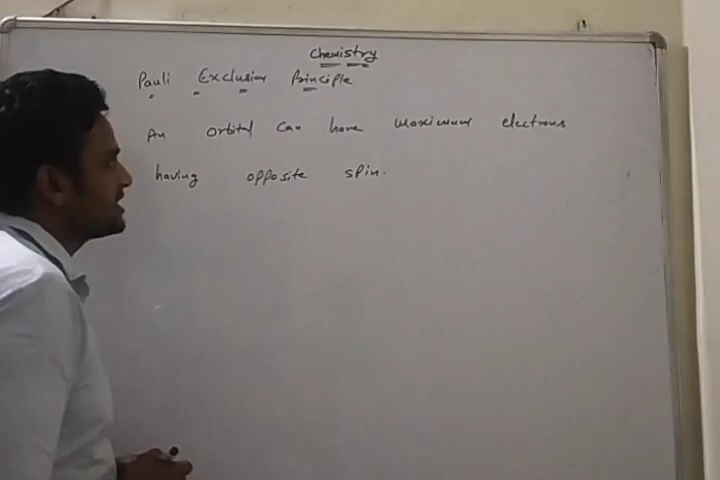 Chemistry
Pauli Exclusion Principle
An orbital can have maximum electrons
having opposite spin.